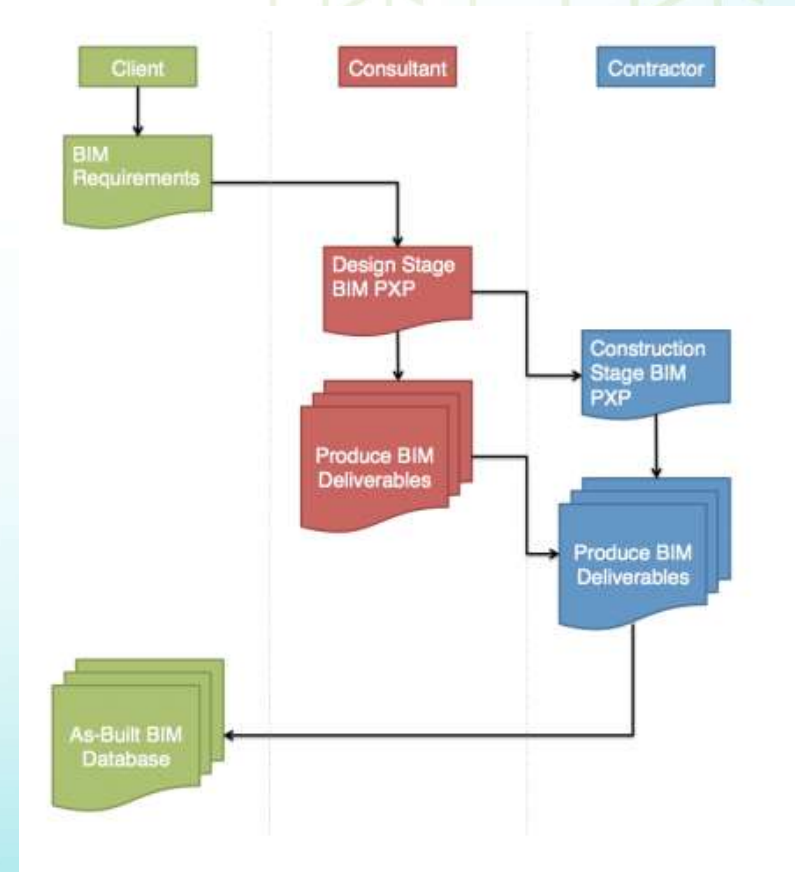 Client
Consultant
Contractor
BIM
Requirements
Design Stage
BIM PXP
Construction
Stage BIM
PXP
Produce BIM
Deliverables
Produce BIM
Deliverables
As-Built BIM
Database